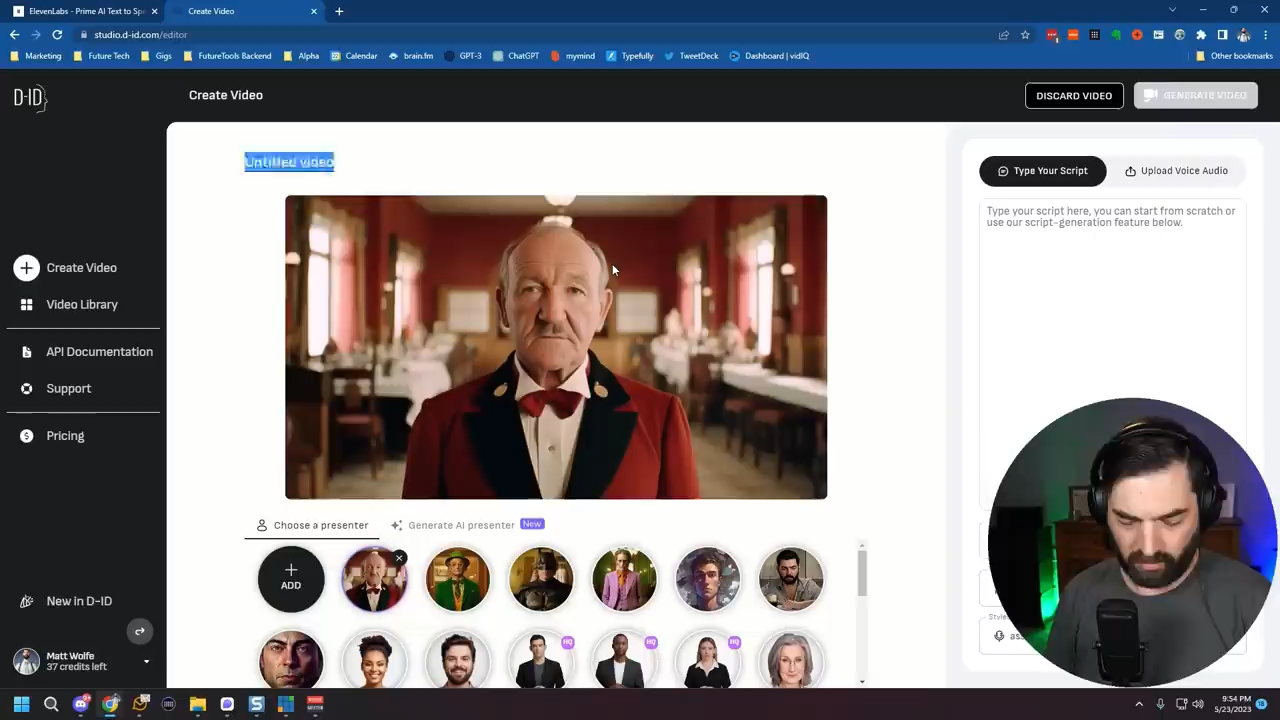 ElevenLabs - Prime AI Text to Spe
Create Video
studio.d-id.com/editor
Marketing
Future Tech
Gigs
FutureTools Backend
Alpha
Calendar
brain.fm
GPT-3
ChatGPT
mymind
Typefully
TweetDeck
Dashboard | vidIQ
Other bookmarks
D-ID
Create Video
DISCARD VIDEO
GENERATE VIDEO
Untitled video
Type Your Script
Upload Voice Audio
Type your script here, you can start from scratch or
use our script-generation feature below.
Create Video
Video Library
API Documentation
Support
Pricing
Choose a presenter
Generate AI presenter
New
+
ADD
HQ
HQ
HQ
Styles
New in D-ID
Matt Wolfe
37 credits left
9:54 PM
5/23/2023